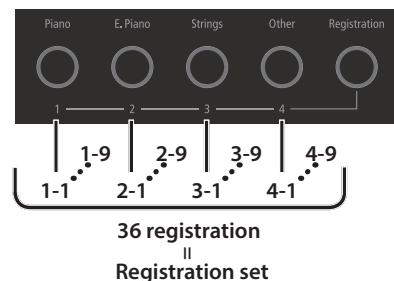 Piano E. Piano Strings Other Registration
1 2 3 4
1-9 2-9 3-9 4-9
1-1 2-1 3-1 4-1
36 registration
=
Registration set